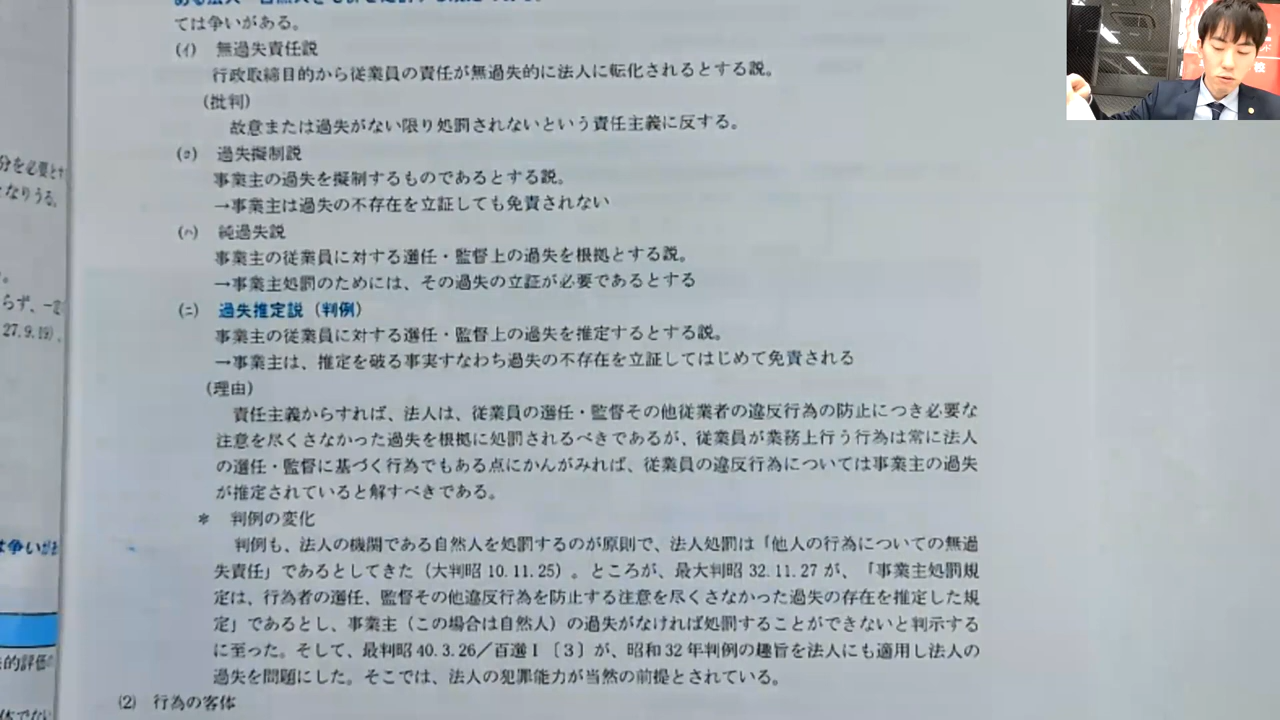 ては争いがある。
(イ) 無過失責任説
行政取締目的から従業員の責任が無過失的に法人に転化されるとする説。
(批判)
故意または過失がない限り処罰されないという責任主義に反する。
(ロ) 過失擬制説
事業主の過失を擬制するものであるとする説。
→事業主は過失の不存在を立証しても免責されない
(ハ) 純過失説
事業主の従業員に対する選任・監督上の過失を根拠とする説。
→事業主処罰のためには、その過失の立証が必要であるとする
(ニ) 過失推定説（判例）
事業主の従業員に対する選任・監督上の過失を推定するとする説。
→事業主は、推定を破る事実すなわち過失の不存在を立証してはじめて免責される
(理由)
責任主義からすれば、法人は、従業員の選任・監督その他従業者の違反行為の防止につき必要な
注意を尽くさなかった過失を根拠に処罰されるべきであるが、従業員が業務上行う行為は常に法人
の選任・監督に基づく行為でもある点にかんがみれば、従業員の違反行為については事業主の過失
が推定されていると解すべきである。
＊ 判例の変化
判例も、法人の機関である自然人を処罰するのが原則で、法人処罰は「他人の行為についての無過
失責任」であるとしてきた（大判昭 10.11.25）。ところが、最大判昭 32.11.27 が、「事業主処罰規
定は、行為者の選任、監督その他違反行為を防止する注意を尽くさなかった過失の存在を推定した規
定」であるとし、事業主（この場合は自然人）の過失がなければ処罰することができないと判示する
に至った。そして、最判昭 40.3.26／百選Ⅰ〔３〕が、昭和 32 年判例の趣旨を法人にも適用し法人の
過失を問題にした。そこでは、法人の犯罪能力が当然の前提とされている。
(2) 行為の客体
分を必要とす
となりうる。
らず、一定
27.9.19)。
は争いがあ
的評価の
校